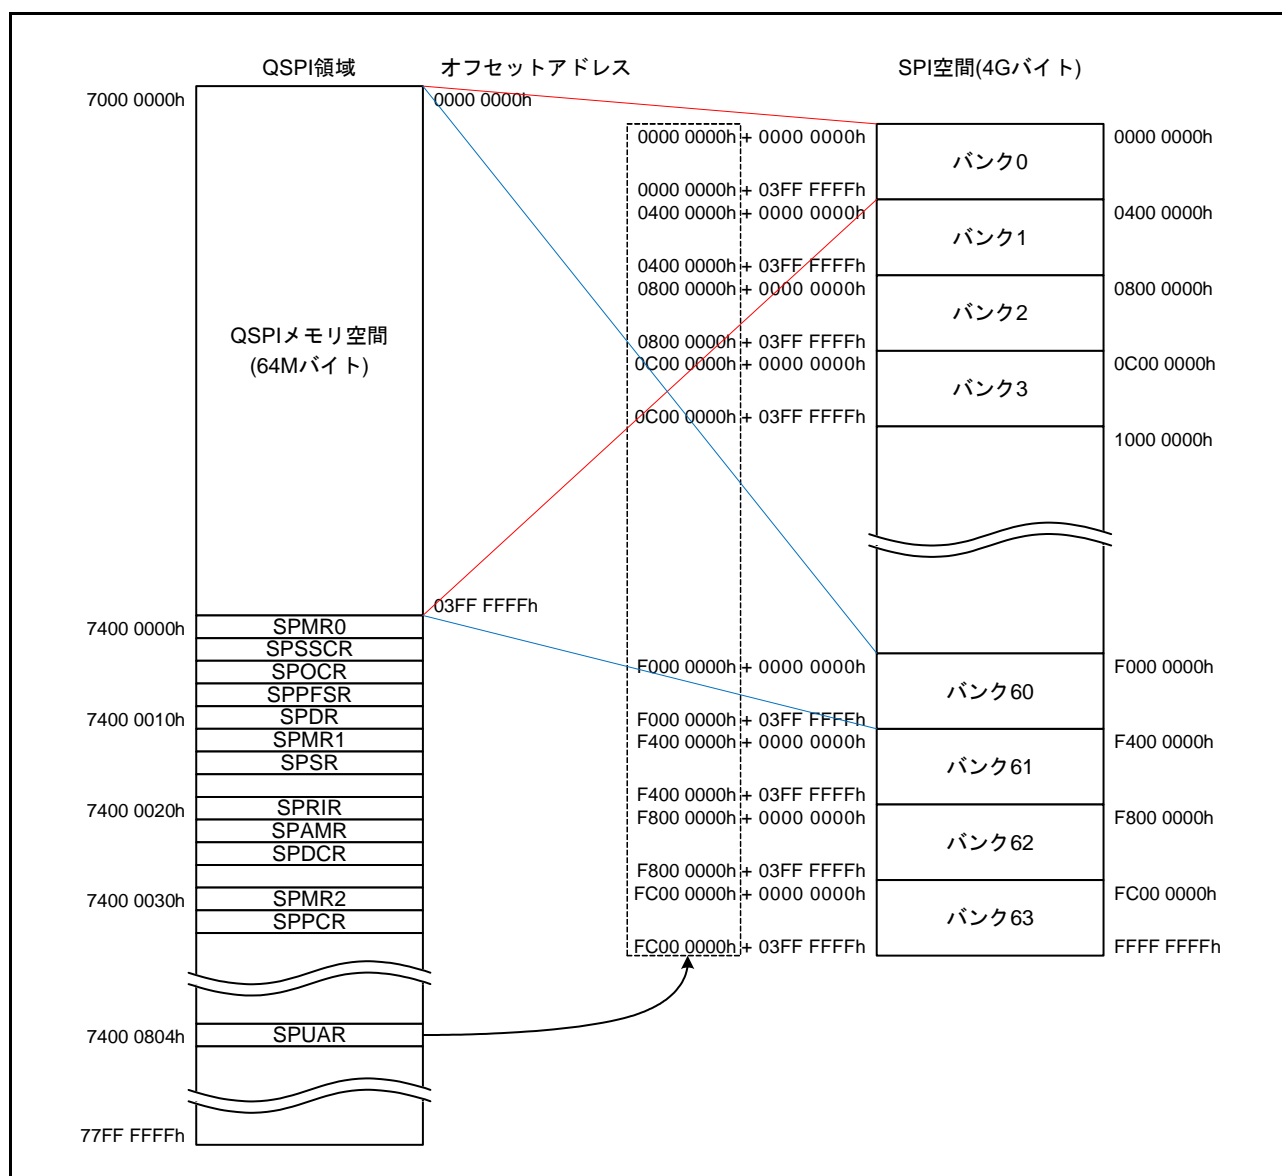 QSPI領域
オフセットアドレス
SPI空間(4Gバイト)
7000 0000h
0000 0000h
0000 0000h + 0000 0000h
バンク0
0000 0000h
0000 0000h + 03FF FFFFh
0400 0000h + 0000 0000h
バンク1
0400 0000h
0400 0000h + 03FF FFFFh
0800 0000h + 0000 0000h
バンク2
0800 0000h
0800 0000h + 03FF FFFFh
0C00 0000h + 0000 0000h
バンク3
0C00 0000h
0C00 0000h + 03FF FFFFh
1000 0000h
QSPIメモリ空間
(64Mバイト)
03FF FFFFh
7400 0000h
SPMR0
SPSSCR
SPOCR
SPPFSR
7400 0010h
SPDR
SPMR1
SPSR
7400 0020h
SPRIR
SPAMR
SPDCR
7400 0030h
SPMR2
SPPCR
7400 0804h
SPUAR
77FF FFFFh
F000 0000h + 0000 0000h
バンク60
F000 0000h
F000 0000h + 03FF FFFFh
F400 0000h + 0000 0000h
バンク61
F400 0000h
F400 0000h + 03FF FFFFh
F800 0000h + 0000 0000h
バンク62
F800 0000h
F800 0000h + 03FF FFFFh
FC00 0000h + 0000 0000h
バンク63
FC00 0000h
FC00 0000h + 03FF FFFFh
FFFF FFFFh